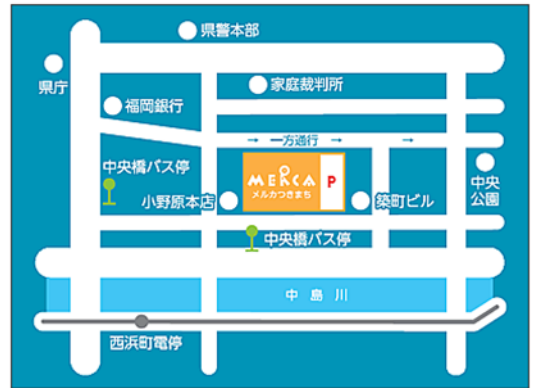 県警本部
県庁
家庭裁判所
福岡銀行
→ 一方通行 → →
中央橋バス停
MERCA
メルカつきまち
P
中央
公園
小野原本店
築町ビル
中央橋バス停
中島川
西浜町電停